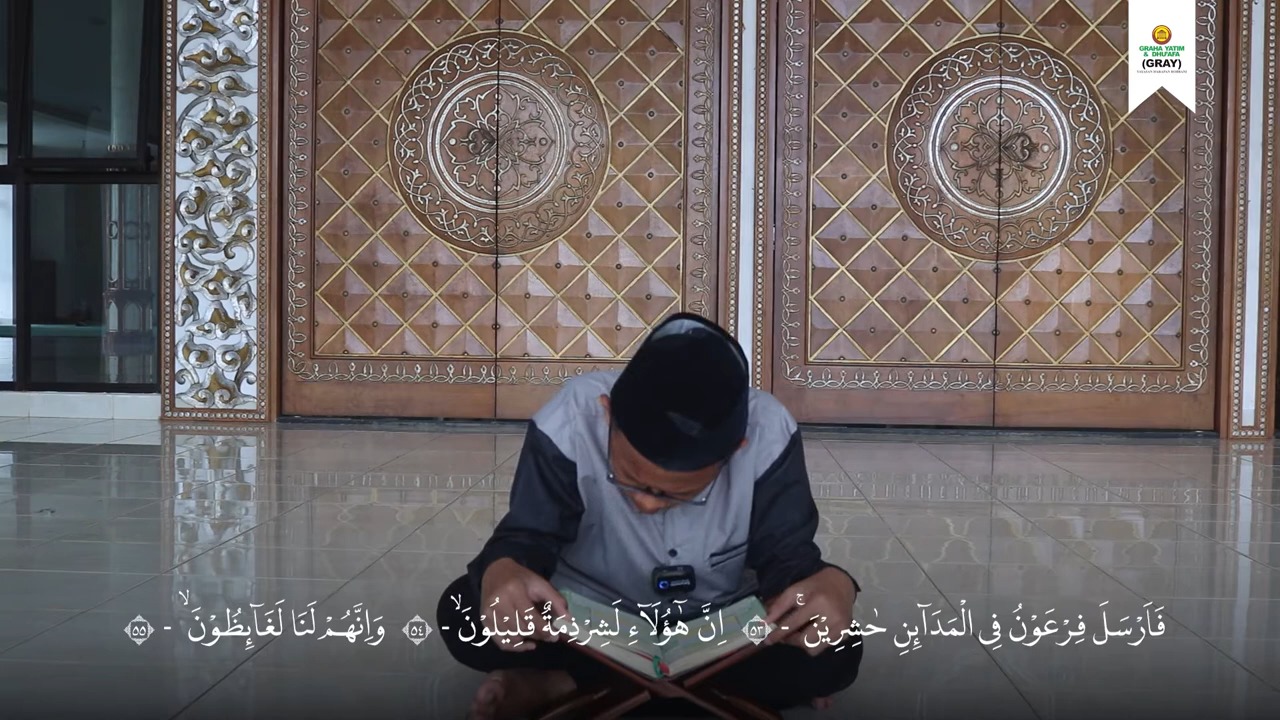 GRAHA YATIM
& DHU'AFA
(GRAY)
فَاَرْسَلَ فِرْعَوْنُ فِى الْمَدَاۤىِٕنِ حٰشِرِيْنَ ۚ - ٥٣ اِنَّ هٰٓؤُلَاۤءِ لَشِرْذِمَةٌ قَلِيْلُوْنَۙ - ٥٤ وَاِنَّهُمْ لَنَا لَغَاۤىِٕظُوْنَ ۙ - ٥٥